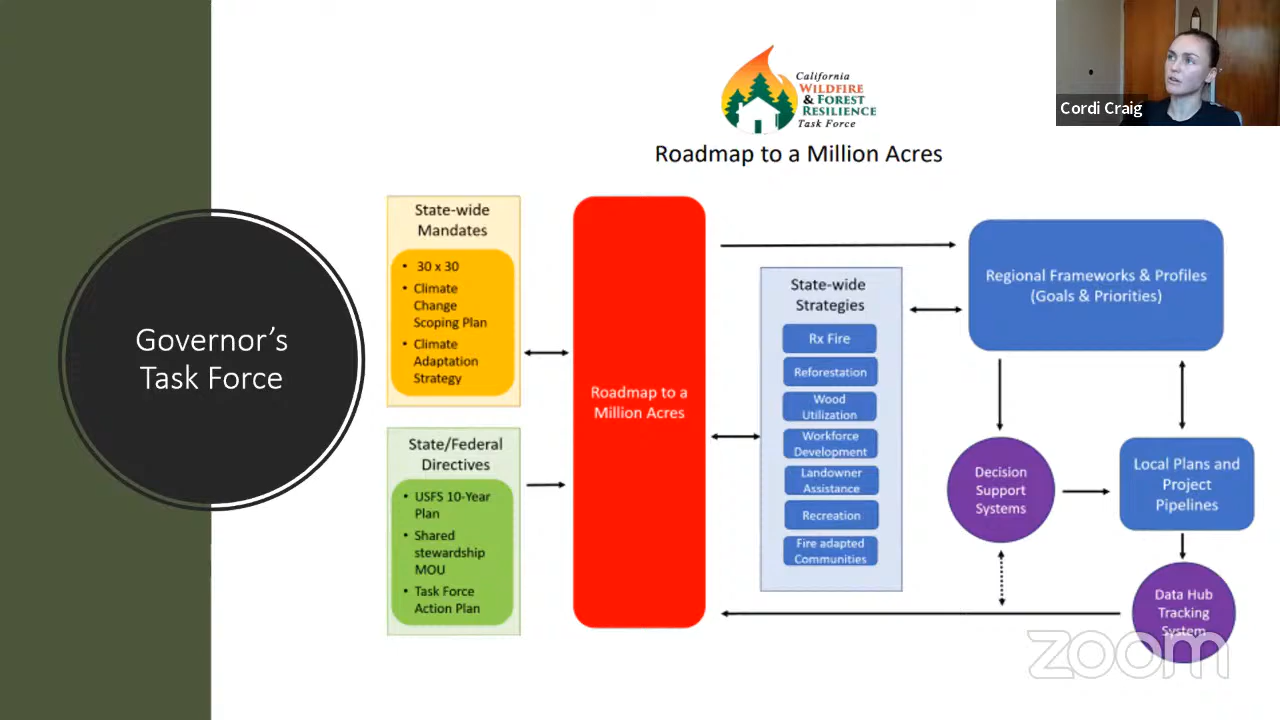 California
WILDFIRE
& FOREST
RESILIENCE
Task Force
Cordi Craig
Roadmap to a Million Acres
Governor's
Task Force
State-wide
Mandates
• 30 x 30
• Climate
Change
Scoping Plan
• Climate
Adaptation
Strategy
State/Federal
Directives
• USFS 10-Year
Plan
• Shared
stewardship
MOU
• Task Force
Action Plan
Roadmap to a
Million Acres
State-wide
Strategies
Rx Fire
Reforestation
Wood
Utilization
Workforce
Development
Landowner
Assistance
Recreation
Fire adapted
Communities
Regional Frameworks & Profiles
(Goals & Priorities)
Decision
Support
Systems
Local Plans and
Project
Pipelines
Data Hub
Tracking
System
zoom